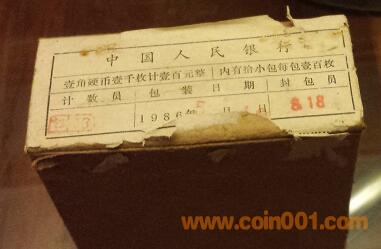 中国人民银行
壹角硬币壹千枚计壹百元整 内有拾小包每包壹百枚
计数员 包装日期 封包员
1986年 月 日 8.18
www.coin001.com